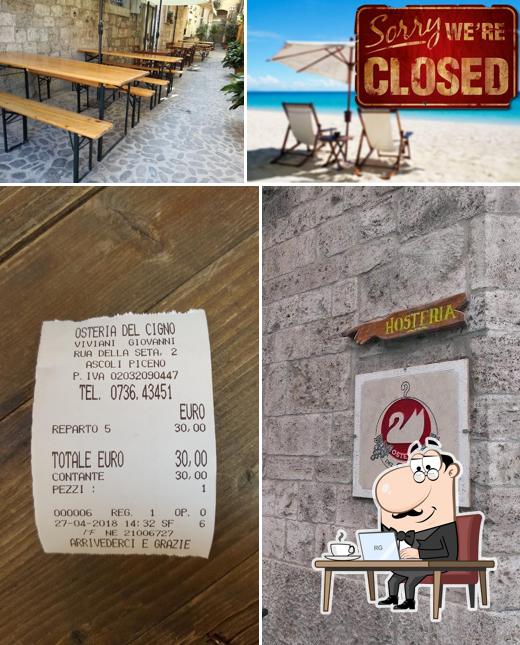 Sorry WE'RE
CLOSED
OSTERIA DEL CIGNO
VIVIANI GIOVANNI
RUA DELLA SETA, 2
ASCOLI PICENO
P. IVA 02032090447
TEL. 0736.43451
EURO
REPARTO 5 30,00
TOTALE EURO 30,00
CONTANTE 30,00
PEZZI : 1
000006 REG. 1 OP. 0
27-04-2018 14:32 SF 6
NE 21006727
ARRIVEDERCI E GRAZIE
HOSTERIA
OSTE
RG